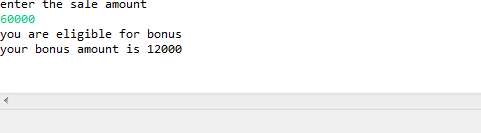 enter the sale amount
60000
you are eligible for bonus
your bonus amount is 12000